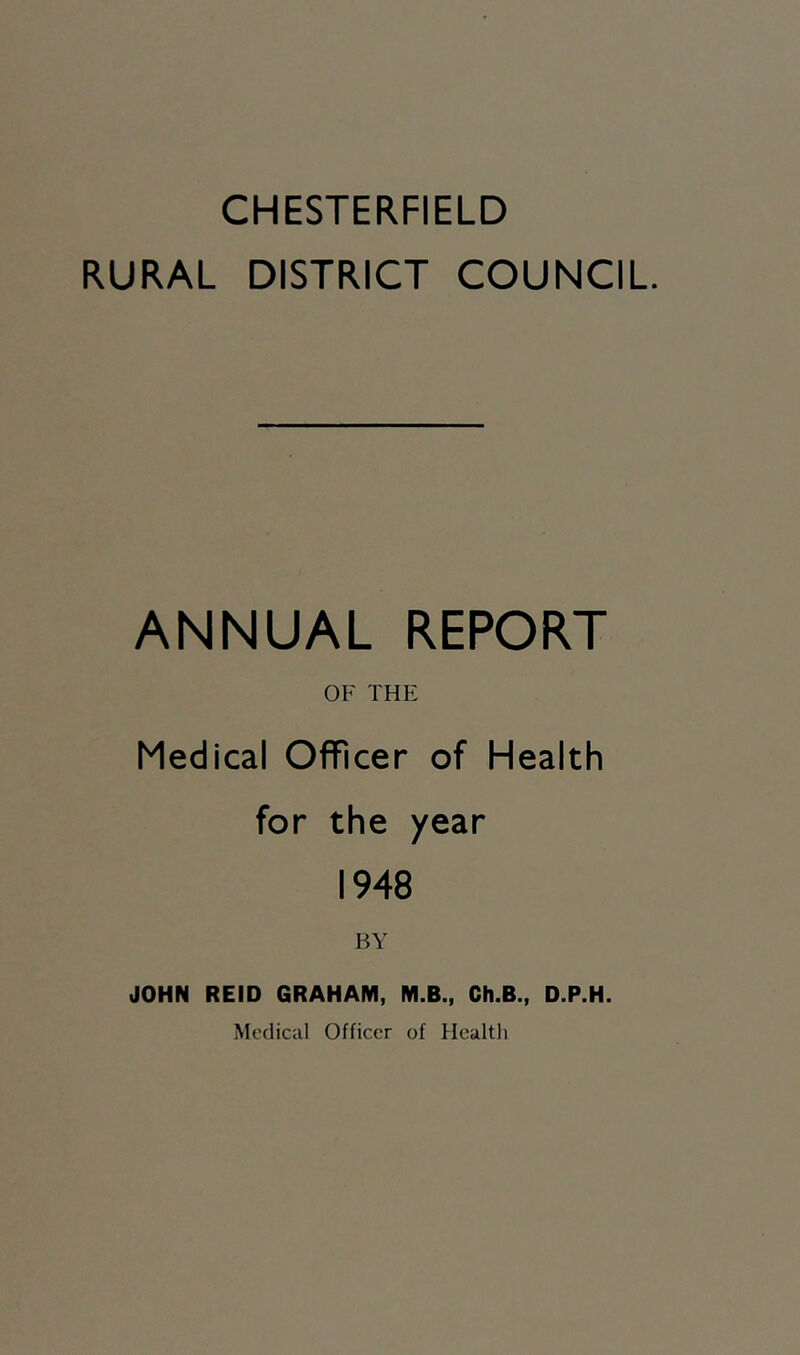 CHESTERFIELD
RURAL DISTRICT COUNCIL.
ANNUAL REPORT
OF THE
Medical Officer of Health
for the year
1948
BY
JOHN REID GRAHAM, M.B., Ch.B., D.P.H.
Medical Officer of Health